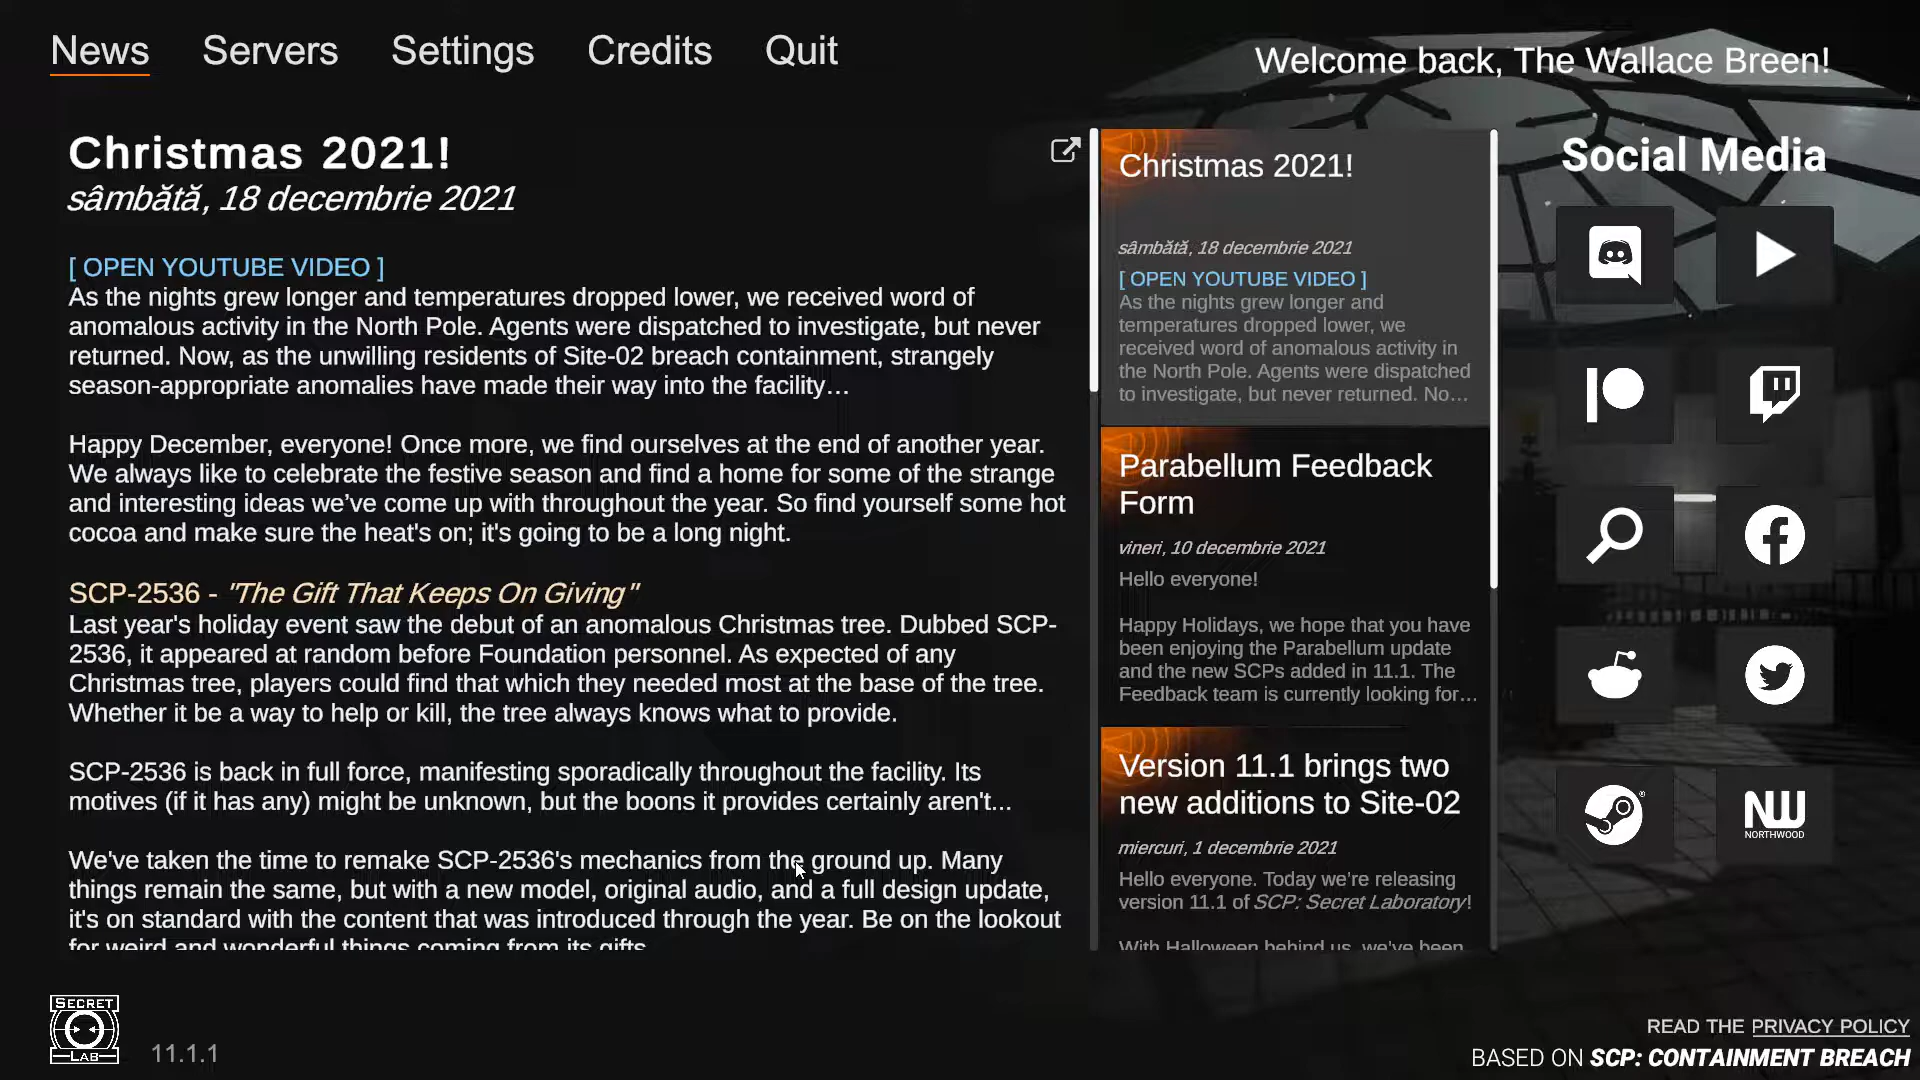 News Servers Settings Credits Quit
Welcome back, The Wallace Breen!
Christmas 2021!
sâmbătă, 18 decembrie 2021
[ OPEN YOUTUBE VIDEO ]
As the nights grew longer and temperatures dropped lower, we received word of
anomalous activity in the North Pole. Agents were dispatched to investigate, but never
returned. Now, as the unwilling residents of Site-02 breach containment, strangely
season-appropriate anomalies have made their way into the facility…
Happy December, everyone! Once more, we find ourselves at the end of another year.
We always like to celebrate the festive season and find a home for some of the strange
and interesting ideas we’ve come up with throughout the year. So find yourself some hot
cocoa and make sure the heat's on; it's going to be a long night.
SCP-2536 - "The Gift That Keeps On Giving"
Last year's holiday event saw the debut of an anomalous Christmas tree. Dubbed SCP-
2536, it appeared at random before Foundation personnel. As expected of any
Christmas tree, players could find that which they needed most at the base of the tree.
Whether it be a way to help or kill, the tree always knows what to provide.
SCP-2536 is back in full force, manifesting sporadically throughout the facility. Its
motives (if it has any) might be unknown, but the boons it provides certainly aren't...
We've taken the time to remake SCP-2536's mechanics from the ground up. Many
things remain the same, but with a new model, original audio, and a full design update,
it's on standard with the content that was introduced through the year. Be on the lookout
for weird and wonderful things coming from its gifts.
Christmas 2021!
sâmbătă, 18 decembrie 2021
[ OPEN YOUTUBE VIDEO ]
As the nights grew longer and
temperatures dropped lower, we
received word of anomalous activity in
the North Pole. Agents were dispatched
to investigate, but never returned. No...
Parabellum Feedback
Form
vineri, 10 decembrie 2021
Hello everyone!
Happy Holidays, we hope that you have
been enjoying the Parabellum update
and the new SCPs added in 11.1. The
Feedback team is currently looking for...
Version 11.1 brings two
new additions to Site-02
miercuri, 1 decembrie 2021
Hello everyone. Today we’re releasing
version 11.1 of SCP: Secret Laboratory!
With Halloween behind us, we've been
Social Media
NW
NORTHWOOD
SECRET
LAB
11.1.1
READ THE PRIVACY POLICY
BASED ON SCP: CONTAINMENT BREACH